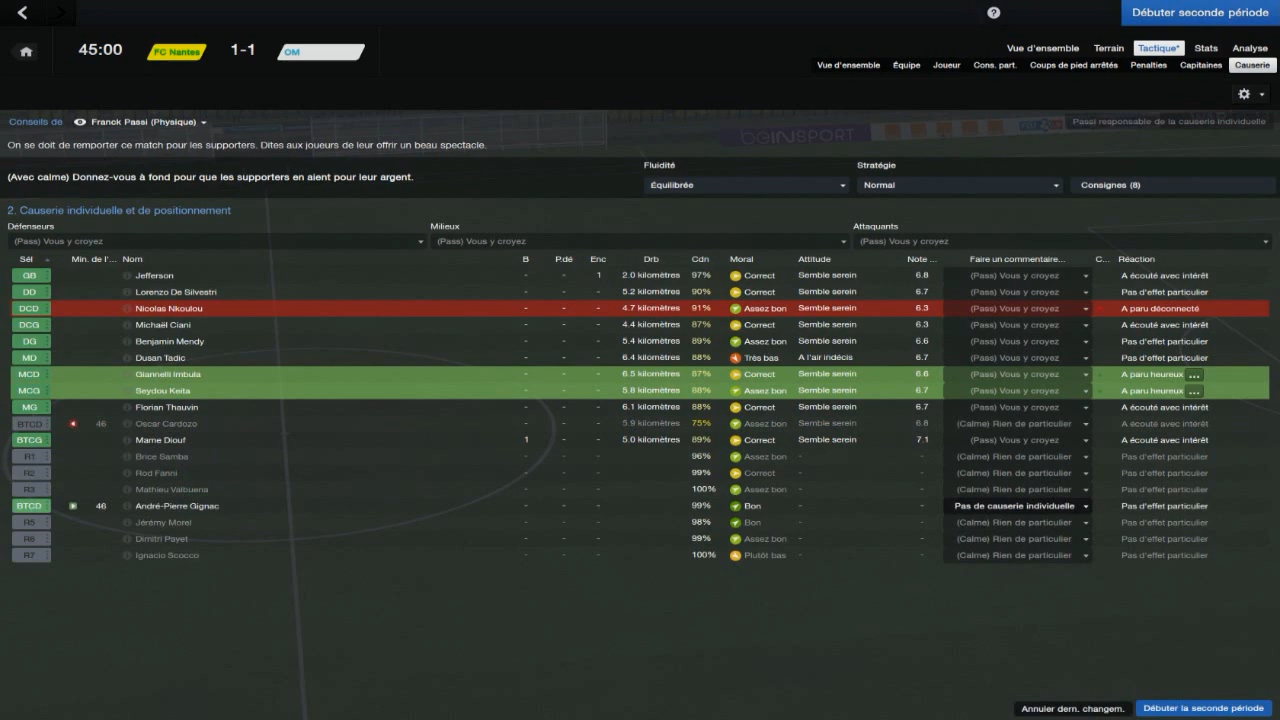 Débuter seconde période
45:00 FC Nantes 1-1 OM
Vue d'ensemble Terrain Tactique* Stats Analyse
Vue d'ensemble Équipe Joueur Cons. part. Coups de pied arrêtés Penalties Capitaines Causerie
Conseils de Franck Passi (Physique) Passi responsable de la causerie individuelle
beIN SPORT
On se doit de remporter ce match pour les supporters. Dites aux joueurs de leur offrir un beau spectacle.
Fluidité Stratégie
(Avec calme) Donnez-vous à fond pour que les supporters en aient pour leur argent.
Équilibrée Normal Consignes (8)
2. Causerie individuelle et de positionnement
Défenseurs Milieux Attaquants
(Pass) Vous y croyez (Pass) Vous y croyez (Pass) Vous y croyez
Sél Min. de l'... Nom B P.dé Enc Drb Cdn Moral Attitude Note ... Faire un commentaire... C... Réaction
GB Jefferson - - 1 2.0 kilomètres 97% Correct Semble serein 6.8 (Pass) Vous y croyez A écouté avec intérêt
DD Lorenzo De Silvestri - - - 5.2 kilomètres 90% Correct Semble serein 6.7 (Pass) Vous y croyez Pas d'effet particulier
DCD Nicolas Nkoulou - - - 4.7 kilomètres 91% Assez bon Semble serein 6.3 (Pass) Vous y croyez A paru déconnecté
DCG Michaël Ciani - - - 4.4 kilomètres 87% Correct Semble serein 6.3 (Pass) Vous y croyez A écouté avec intérêt
DG Benjamin Mendy - - - 5.4 kilomètres 89% Assez bon Semble serein 6.6 (Pass) Vous y croyez Pas d'effet particulier
MD Dusan Tadic - - - 6.4 kilomètres 88% Très bas A l'air indécis 6.7 (Pass) Vous y croyez Pas d'effet particulier
MCD Giannelli Imbula - - - 6.5 kilomètres 87% Correct Semble serein 6.6 (Pass) Vous y croyez A paru heureux ...
MCG Seydou Keita - - - 5.8 kilomètres 88% Assez bon Semble serein 6.7 (Pass) Vous y croyez A paru heureux ...
MG Florian Thauvin - - - 6.1 kilomètres 88% Correct Semble serein 6.7 (Pass) Vous y croyez A écouté avec intérêt
BTCD 46 Oscar Cardozo - - - 5.9 kilomètres 75% Assez bon Semble serein 6.8 (Calme) Rien de particulier A écouté avec intérêt
BTCG Mame Diouf 1 - - 5.0 kilomètres 89% Correct Semble serein 7.1 (Pass) Vous y croyez A écouté avec intérêt
R1 Brice Samba - - - 96% Assez bon - - (Calme) Rien de particulier Pas d'effet particulier
R2 Rod Fanni - - - 99% Correct - - (Calme) Rien de particulier Pas d'effet particulier
R3 Mathieu Valbuena - - - 100% Assez bon - - (Calme) Rien de particulier Pas d'effet particulier
BTCD 46 André-Pierre Gignac - - - 99% Bon - - Pas de causerie individuelle Pas d'effet particulier
R5 Jérémy Morel - - - 98% Bon - - (Calme) Rien de particulier Pas d'effet particulier
R6 Dimitri Payet - - - 99% Assez bon - - (Calme) Rien de particulier Pas d'effet particulier
R7 Ignacio Scocco - - - 100% Plutôt bas - - (Calme) Rien de particulier Pas d'effet particulier
Annuler dern. changem. Débuter la seconde période